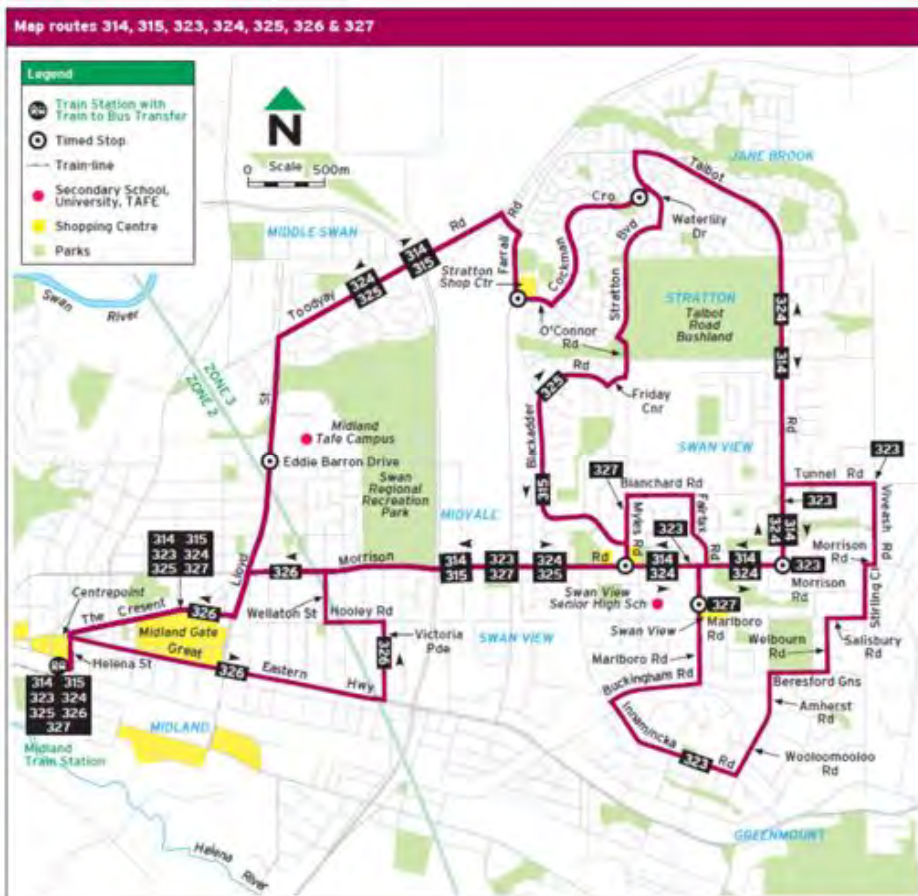 Map routes 314, 315, 323, 324, 325, 326 & 327
Legend
Train Station with
Train to Bus Transfer
Timed Stop
Train-line
Secondary School,
University, TAFE
Shopping Centre
Parks
N
0 Scale 500m
JANE BROOK
Talbot
Cro
Waterlily
Dr
Rd
Rd
MIDDLE SWAN
Farrall
Cockman
Bvd
314
315
324
325
Stratton
Shop Ctr
Stratton
STRATTON
Talbot
Road
Bushland
Swan
River
Toodyay
O'Connor
Rd
324
314
ZONE 3
ZONE 2
Rd
325
Friday
Cnr
St
Midland
Tafe Campus
Blackadder
Rd
SWAN VIEW
323
327
Eddie Barron Drive
Swan
Regional
Recreation
Park
Blanchard Rd
Tunnel Rd
315
323
323
Viveash Rd
MIDVALE
Myles Rd
Fairfax
Rd
324
314
Morrison
Rd
314 315
323 324
325 327
Lloyd
Morrison
326
314
315
323
327
324
325
Rd
314
324
314
324
323
Morrison
Rd
Centrepoint
The Cresent
326
Wellaton St
Hooley Rd
Swan View
Senior High Sch
327
Stirling C
Midland Gate
Swan View
Marlboro
Rd
Salisbury
Rd
SWAN VIEW
Welbourn
Rd
Helena St
Great
326
Eastern
Hwy
326
Victoria
Pde
Marlboro Rd
Buckingham Rd
Beresford Gns
RR
314 315
323 324
325 326
327
Midland
Train Station
MIDLAND
Innamincka
323
Rd
Amherst
Rd
Wooloomooloo
Rd
GREENMOUNT
Helena
River